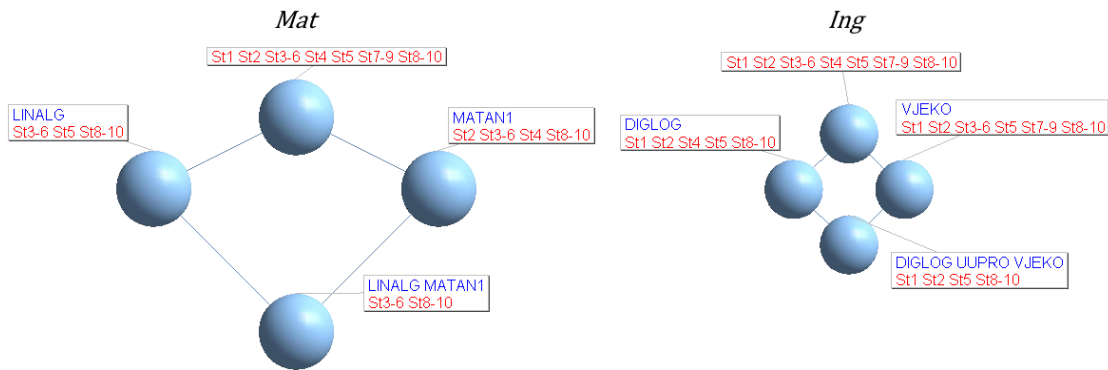 Mat
St1 St2 St3-6 St4 St5 St7-9 St8-10
LINALG
St3-6 St5 St8-10
MATAN1
St2 St3-6 St4 St8-10
LINALG MATAN1
St3-6 St8-10
Ing
St1 St2 St3-6 St4 St5 St7-9 St8-10
DIGLOG
St1 St2 St4 St5 St8-10
VJEKO
St1 St2 St3-6 St5 St7-9 St8-10
DIGLOG UUPRO VJEKO
St1 St2 St5 St8-10